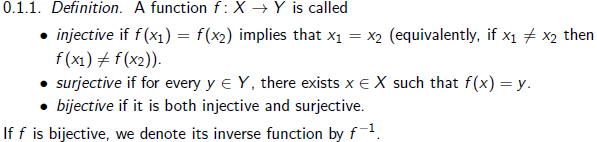 0.1.1. Definition. A function f: X → Y is called
• injective if f(x₁) = f(x₂) implies that x₁ = x₂ (equivalently, if x₁ ≠ x₂ then
f(x₁) ≠ f(x₂)).
• surjective if for every y ∈ Y, there exists x ∈ X such that f(x) = y.
• bijective if it is both injective and surjective.
If f is bijective, we denote its inverse function by f⁻¹.